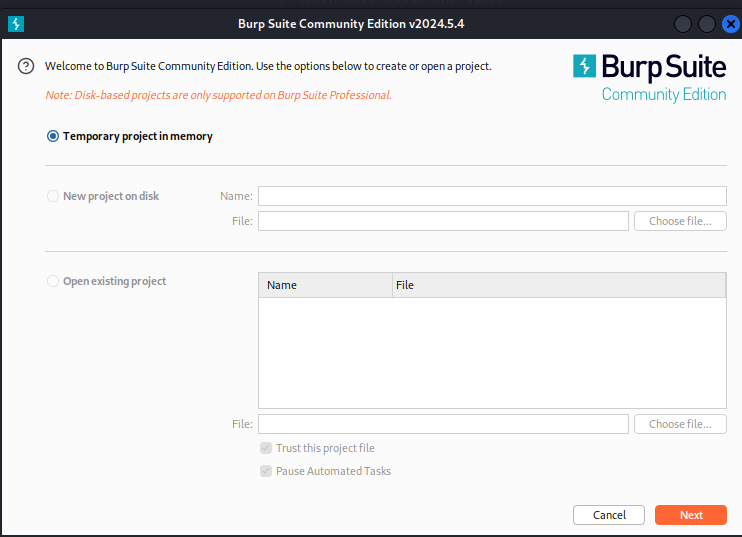 Burp Suite Community Edition v2024.5.4
Welcome to Burp Suite Community Edition. Use the options below to create or open a project.
Note: Disk-based projects are only supported on Burp Suite Professional.
Burp Suite
Community Edition
Temporary project in memory
New project on disk
Name:
File:
Choose file...
Open existing project
Name
File
File:
Choose file...
Trust this project file
Pause Automated Tasks
Cancel
Next